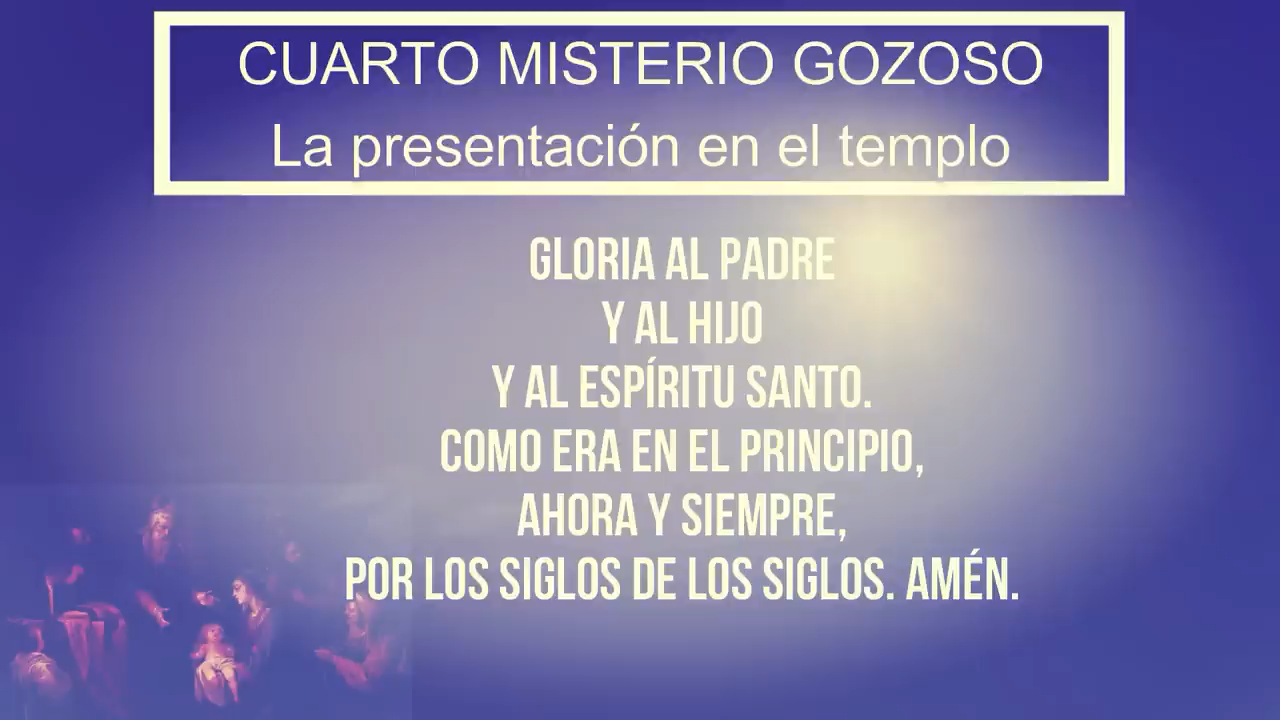 CUARTO MISTERIO GOZOSO
La presentación en el templo
GLORIA AL PADRE
Y AL HIJO
Y AL ESPÍRITU SANTO.
COMO ERA EN EL PRINCIPIO,
AHORA Y SIEMPRE,
POR LOS SIGLOS DE LOS SIGLOS. AMÉN.